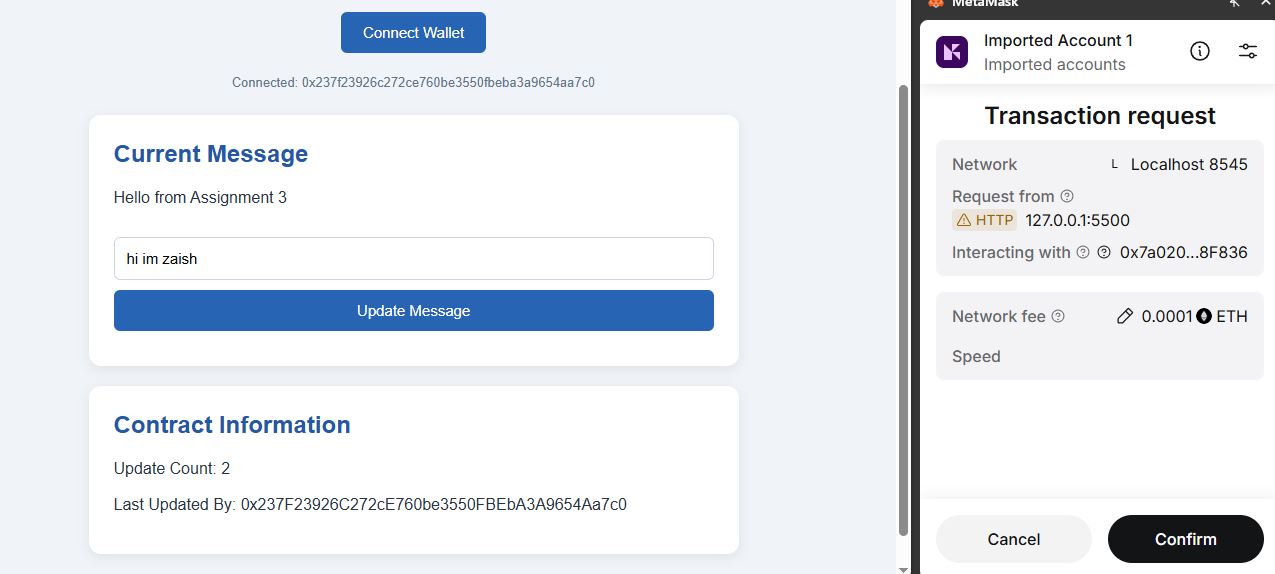 Connect Wallet
Connected: 0x237f23926c272ce760be3550fbeba3a9654aa7c0
Current Message
Hello from Assignment 3
hi im zaish
Update Message
Contract Information
Update Count: 2
Last Updated By: 0x237F23926C272cE760be3550FBEbA3A9654Aa7c0
MetaMask
Imported Account 1
Imported accounts
Transaction request
Network L Localhost 8545
Request from
HTTP 127.0.0.1:5500
Interacting with 0x7a020...8F836
Network fee 0.0001 ETH
Speed
Cancel Confirm